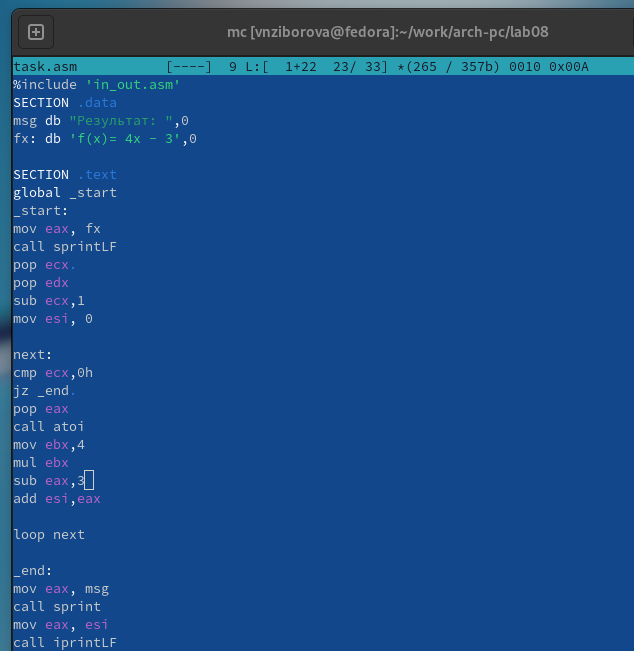 mc [vnziborova@fedora]:~/work/arch-pc/lab08
task.asm [----] 9 L:[ 1+22 23/ 33] *(265 / 357b) 0010 0x00A
%include 'in_out.asm'
SECTION .data
msg db "Результат: ",0
fx: db 'f(x)= 4x - 3',0
SECTION .text
global _start
_start:
mov eax, fx
call sprintLF
pop ecx.
pop edx
sub ecx,1
mov esi, 0
next:
cmp ecx,0h
jz _end.
pop eax
call atoi
mov ebx,4
mul ebx
sub eax,3
add esi,eax
loop next
_end:
mov eax, msg
call sprint
mov eax, esi
call iprintLF